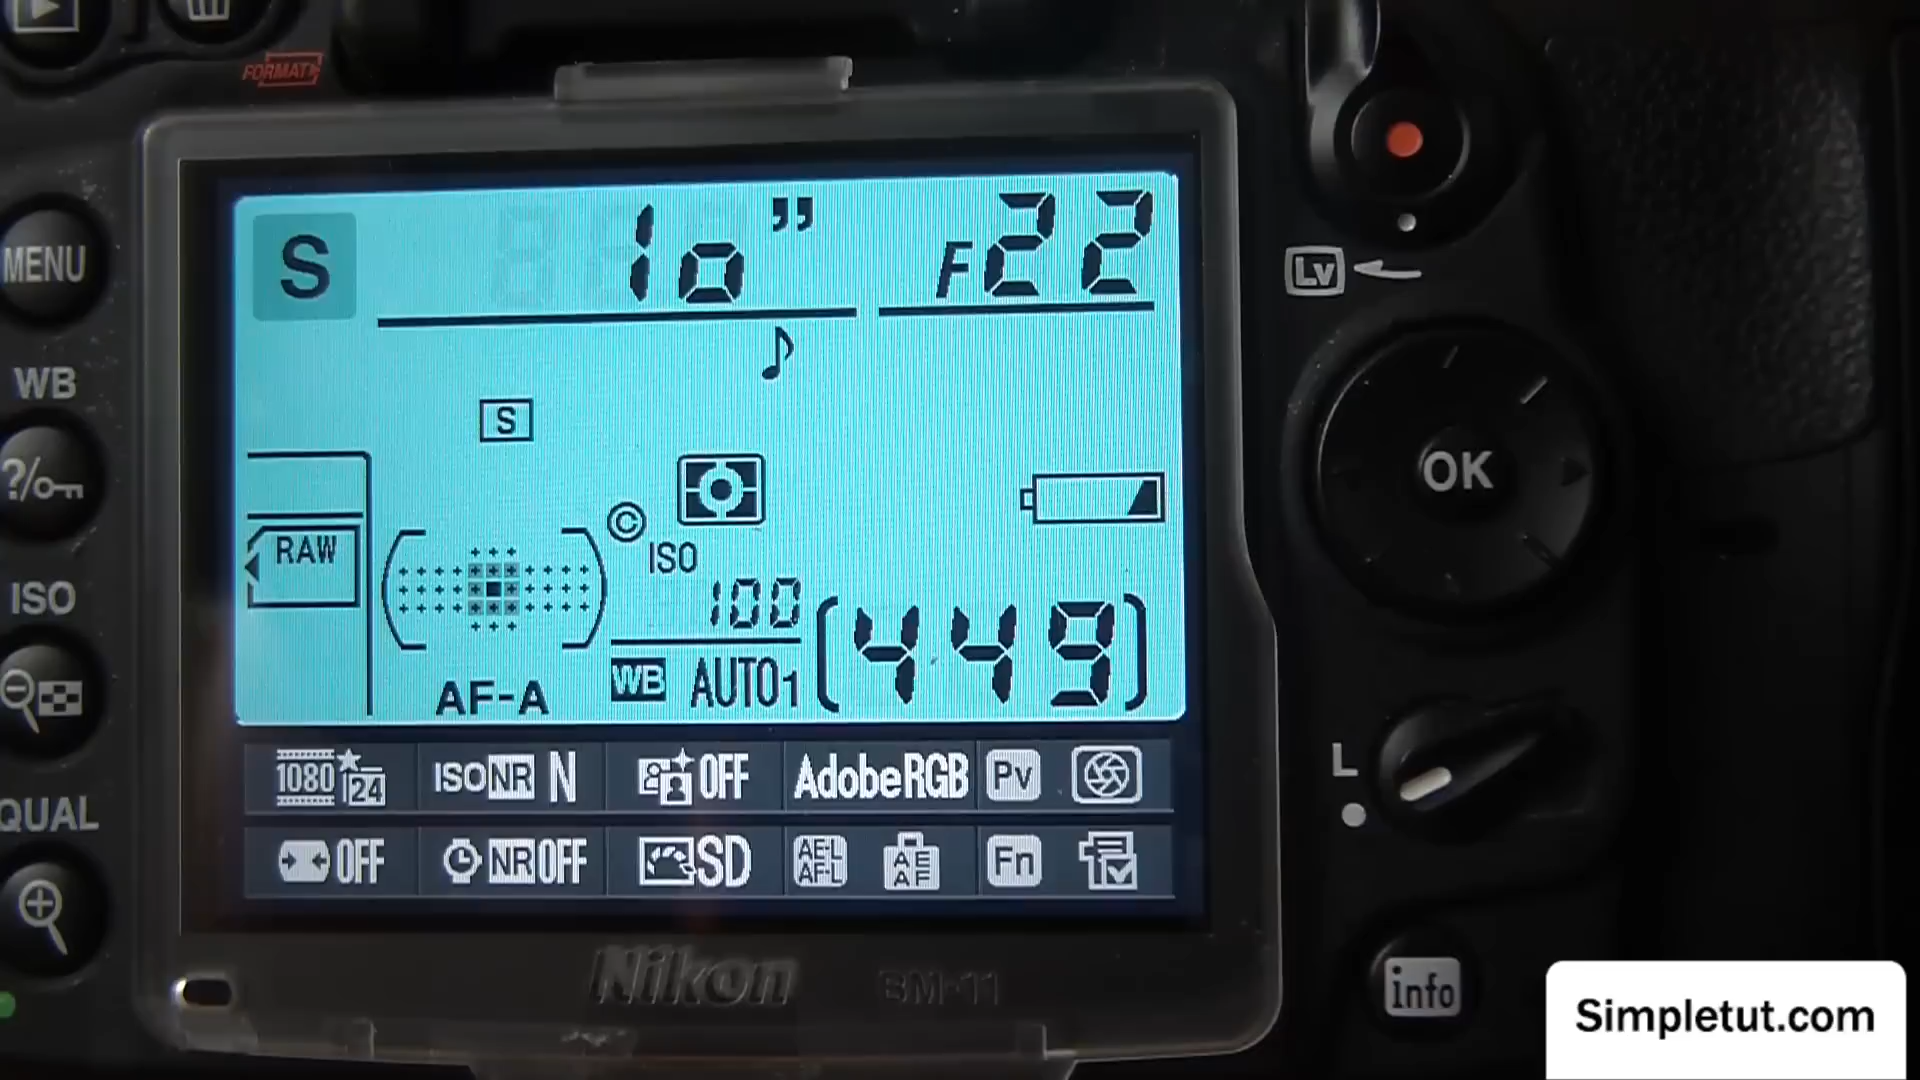 FORMAT
MENU
WB
?/
ISO
QUAL
S
10"
F22
S
RAW
ISO
100
WB AUTO1
AF-A
[449]
1080 24
ISO NR N
OFF
AdobeRGB
Pv
OFF
NR OFF
SD
AE-L
AF-L
AE
AF
Fn
Nikon
BM-11
Lv
OK
L
info
Simpletut.com